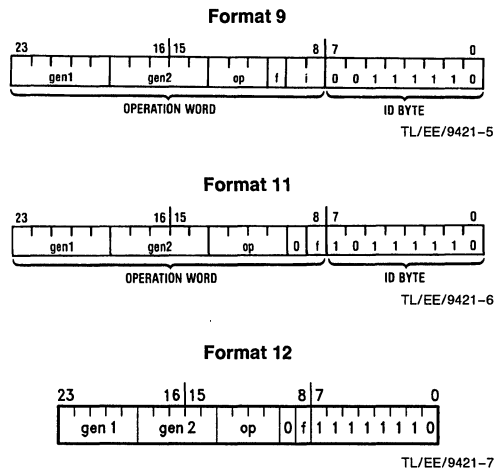 Format 9
23 16 15 8 7 0
gen1 gen2 op f i 0 0 1 1 1 1 1 0
OPERATION WORD ID BYTE
TL/EE/9421-5
Format 11
23 16 15 8 7 0
gen1 gen2 op 0 f 1 0 1 1 1 1 1 0
OPERATION WORD ID BYTE
TL/EE/9421-6
Format 12
23 16 15 8 7 0
gen 1 gen 2 op 0 f 1 1 1 1 1 1 1 0
TL/EE/9421-7